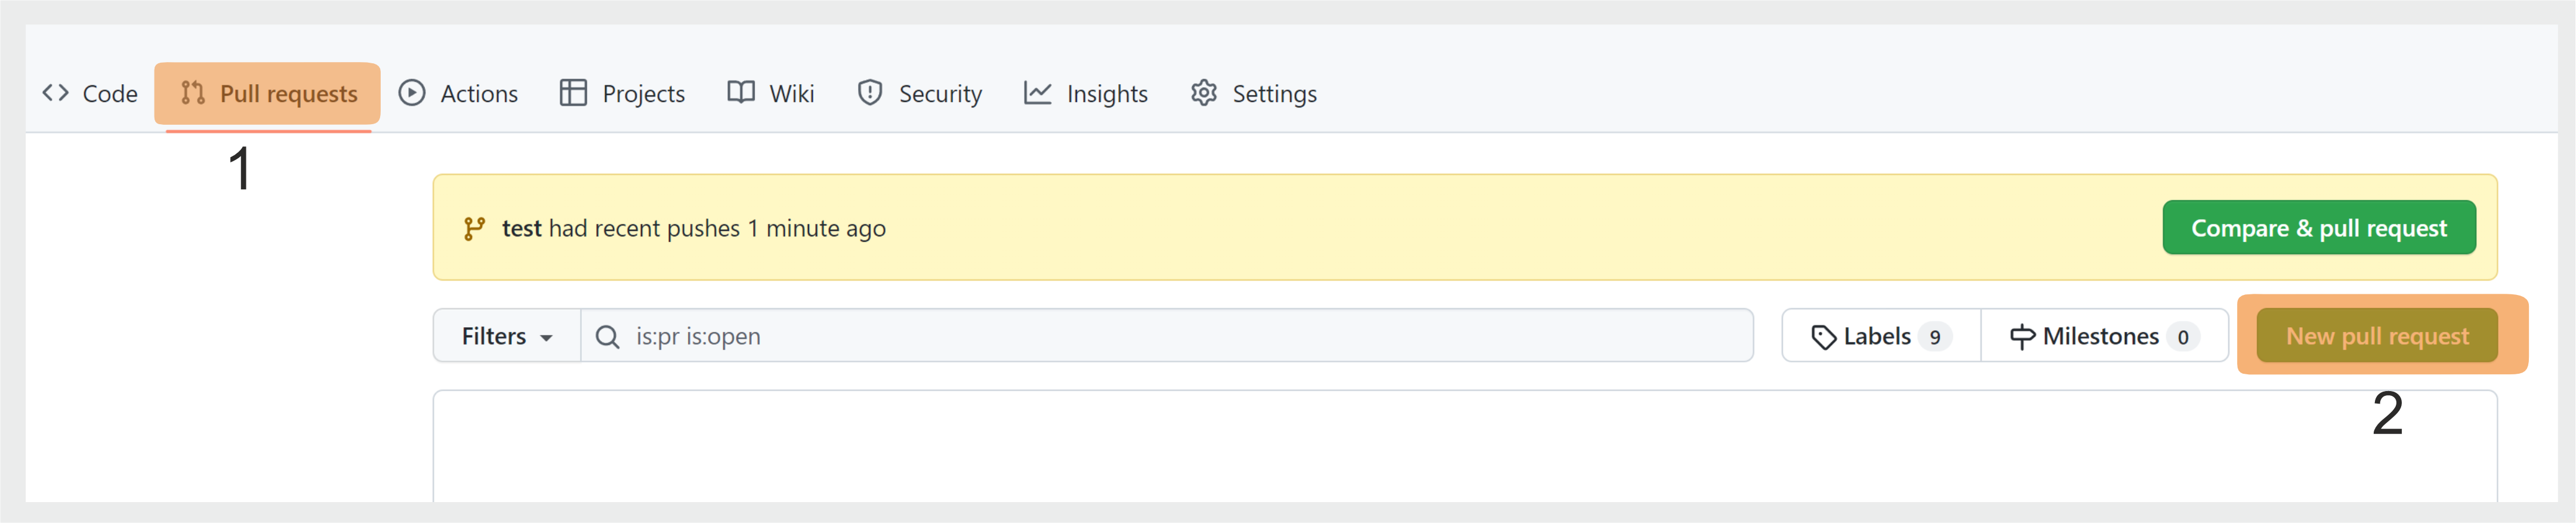 Code Pull requests Actions Projects Wiki Security Insights Settings
1
test had recent pushes 1 minute ago Compare & pull request
Filters is:pr is:open Labels 9 Milestones 0 New pull request
2